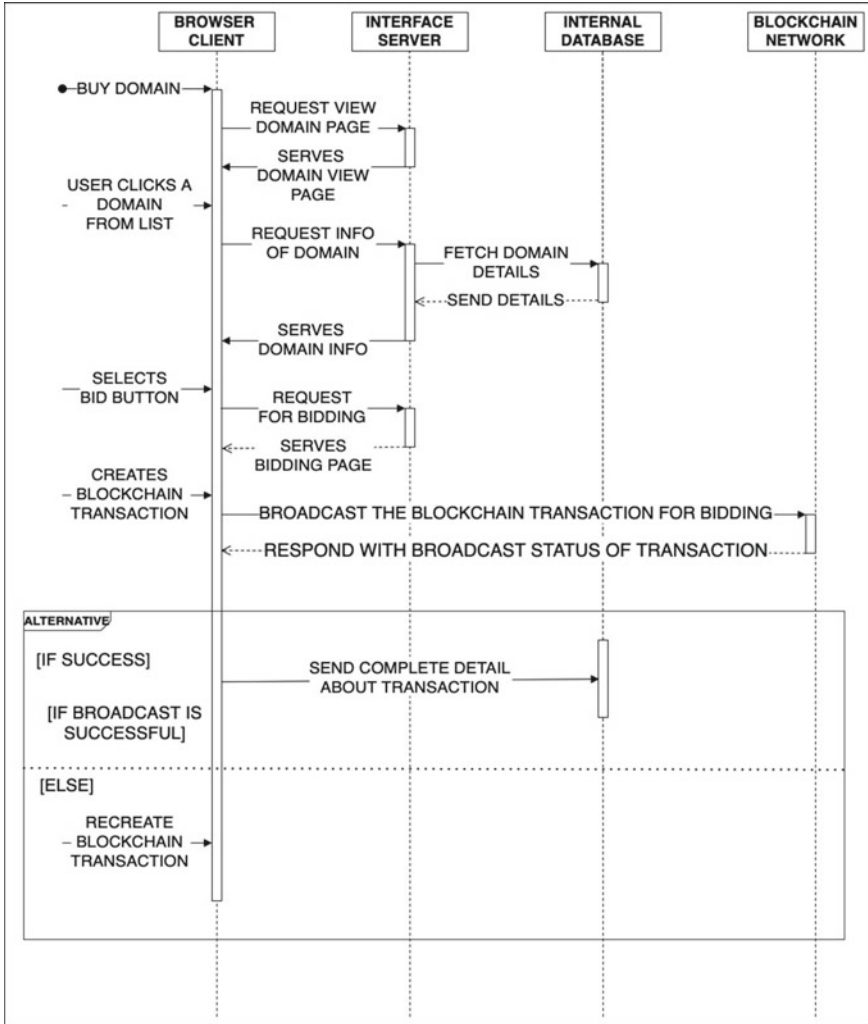 BROWSER
CLIENT
INTERFACE
SERVER
INTERNAL
DATABASE
BLOCKCHAIN
NETWORK
BUY DOMAIN
REQUEST VIEW
DOMAIN PAGE
SERVES
DOMAIN VIEW
PAGE
USER CLICKS A
DOMAIN
FROM LIST
REQUEST INFO
OF DOMAIN
FETCH DOMAIN
DETAILS
SEND DETAILS
SERVES
DOMAIN INFO
SELECTS
BID BUTTON
REQUEST
FOR BIDDING
SERVES
BIDDING PAGE
CREATES
BLOCKCHAIN
TRANSACTION
BROADCAST THE BLOCKCHAIN TRANSACTION FOR BIDDING
RESPOND WITH BROADCAST STATUS OF TRANSACTION
ALTERNATIVE
[IF SUCCESS]
SEND COMPLETE DETAIL
ABOUT TRANSACTION
[IF BROADCAST IS
SUCCESSFUL]
[ELSE]
RECREATE
BLOCKCHAIN
TRANSACTION